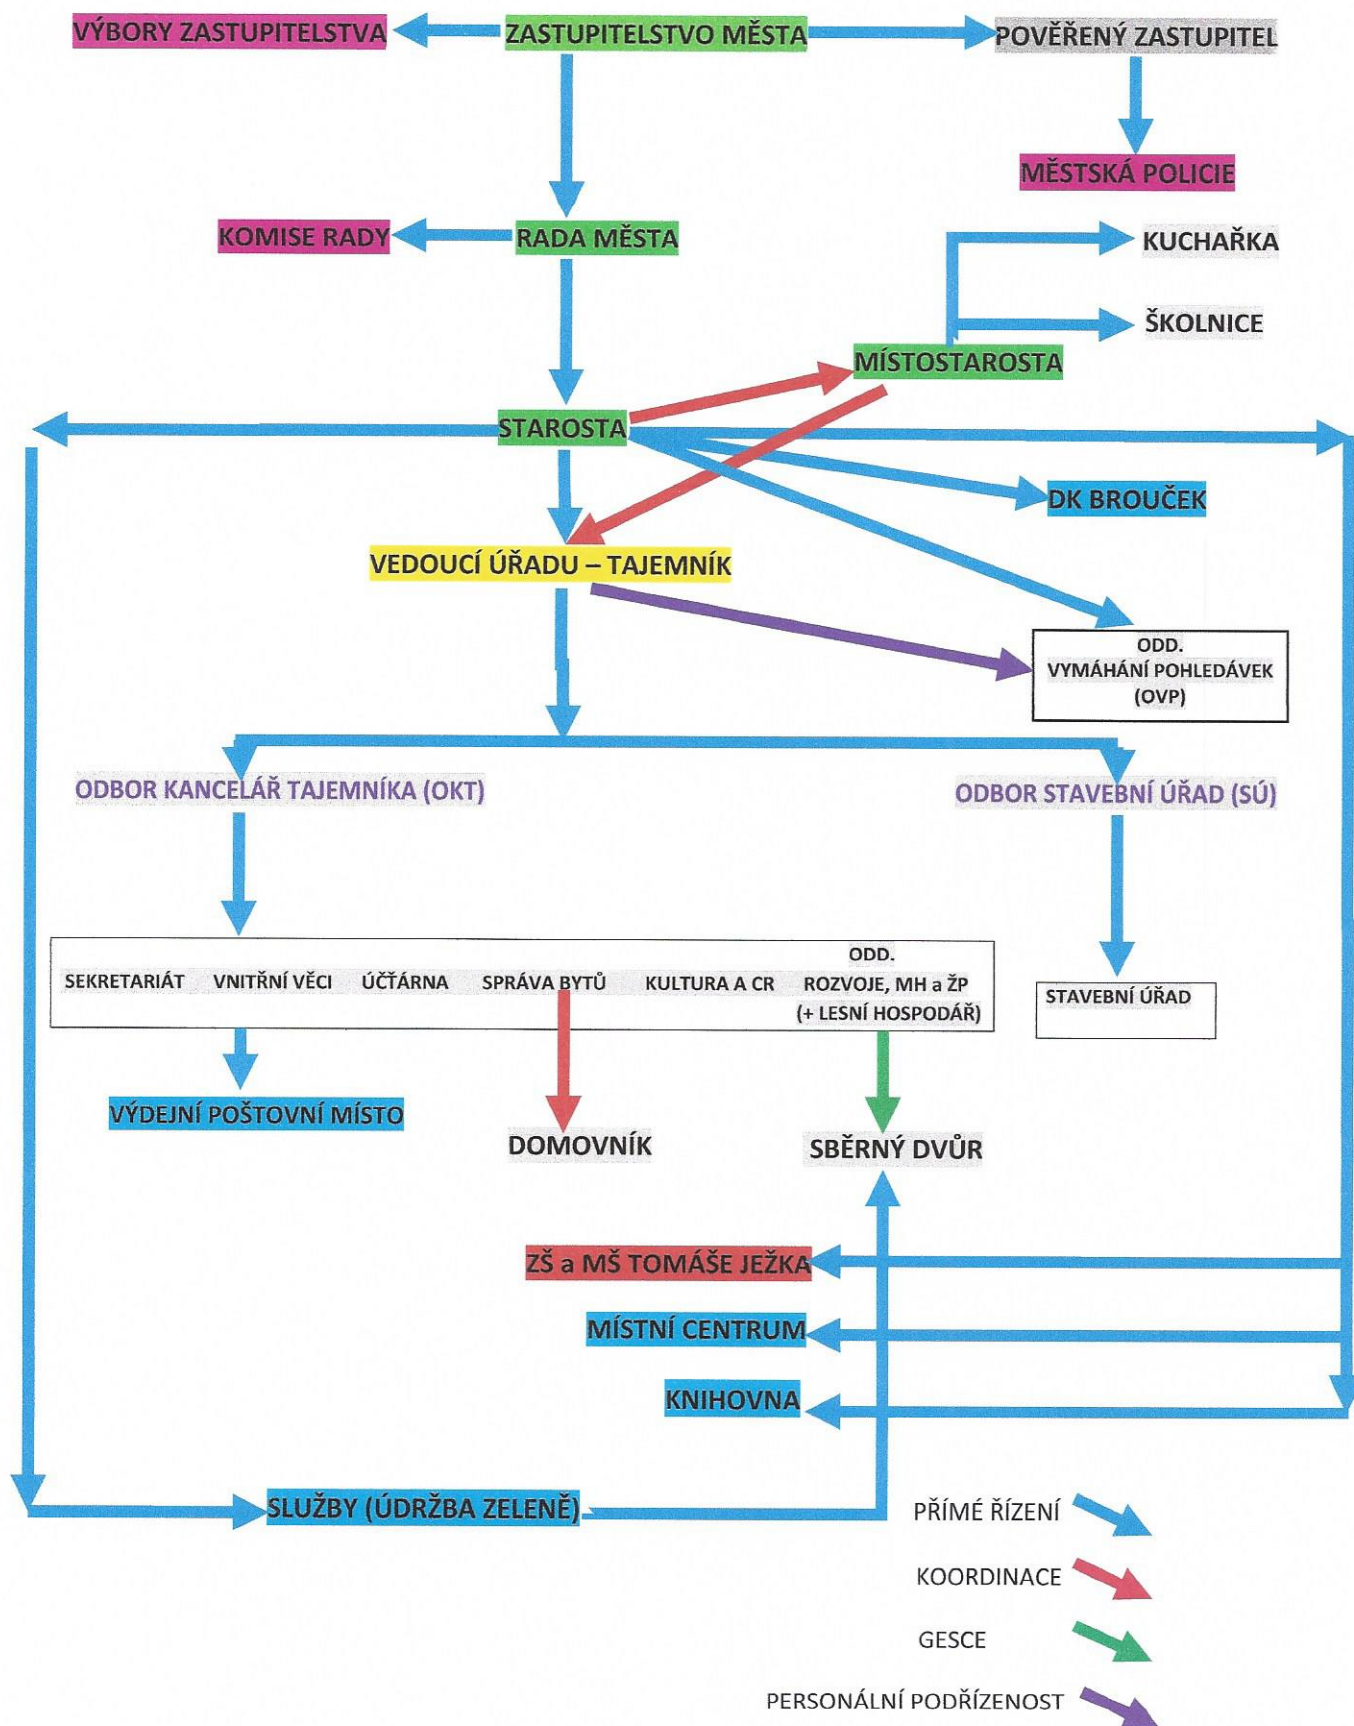 VÝBORY ZASTUPITELSTVA
ZASTUPITELSTVO MĚSTA
POVĚŘENÝ ZASTUPITEL
MĚSTSKÁ POLICIE
KOMISE RADY
RADA MĚSTA
KUCHAŘKA
ŠKOLNICE
MÍSTOSTAROSTA
STAROSTA
DK BROUČEK
VEDOUCÍ ÚŘADU – TAJEMNÍK
ODD.
VYMÁHÁNÍ POHLEDÁVEK
(OVP)
ODBOR KANCELÁŘ TAJEMNÍKA (OKT)
ODBOR STAVEBNÍ ÚŘAD (SÚ)
SEKRETARIÁT
VNITŘNÍ VĚCI
ÚČŤÁRNA
SPRÁVA BYTŮ
KULTURA A CR
ODD.
ROZVOJE, MH a ŽP
(+ LESNÍ HOSPODÁŘ)
STAVEBNÍ ÚŘAD
VÝDEJNÍ POŠTOVNÍ MÍSTO
DOMOVNÍK
SBĚRNÝ DVŮR
ZŠ a MŠ TOMÁŠE JEŽKA
MÍSTNÍ CENTRUM
KNIHOVNA
SLUŽBY (ÚDRŽBA ZELENĚ)
PŘÍMÉ ŘÍZENÍ
KOORDINACE
GESCE
PERSONÁLNÍ PODŘÍZENOST